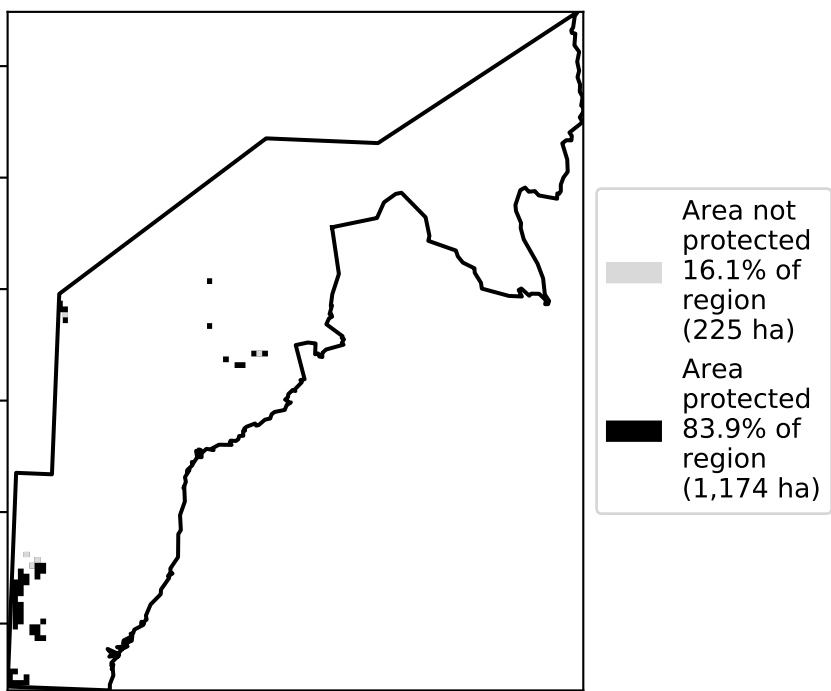 Area not
protected
16.1% of
region
(225 ha)
Area
protected
83.9% of
region
(1,174 ha)